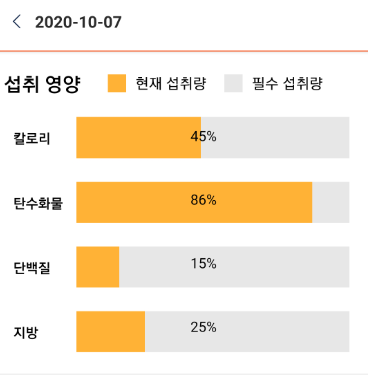 2020-10-07
섭취 영양 현재 섭취량 필수 섭취량
칼로리 45%
탄수화물 86%
단백질 15%
지방 25%